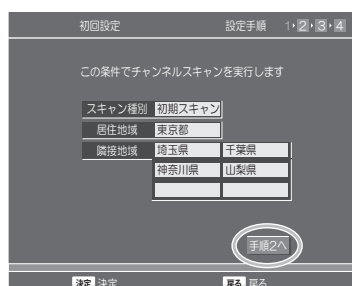 初回設定 設定手順 1・2・3・4
この条件でチャンネルスキャンを実行します
スキャン種別 初期スキャン
居住地域 東京都
隣接地域 埼玉県 千葉県
神奈川県 山梨県
手順2へ
決定 決定 戻る 戻る